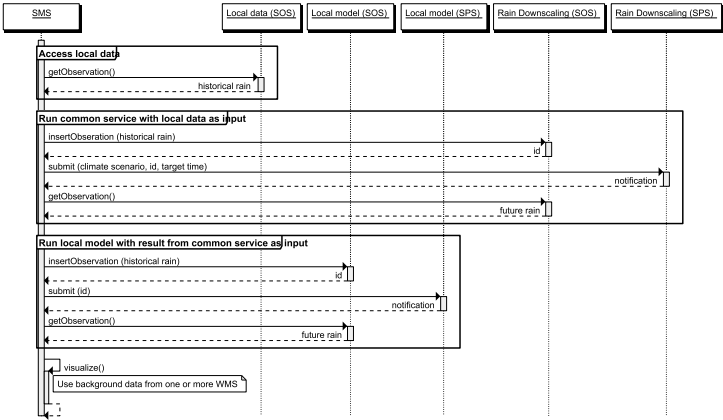 SMS
Local data (SOS)
Local model (SOS)
Local model (SPS)
Rain Downscaling (SOS)
Rain Downscaling (SPS)
Access local data
getObservation()
historical rain
Run common service with local data as input
insertObseration (historical rain)
id
submit (climate scenario, id, target time)
notification
getObservation()
future rain
Run local model with result from common service as input
insertObservation (historical rain)
id
submit (id)
notification
getObservation()
future rain
visualize()
Use background data from one or more WMS